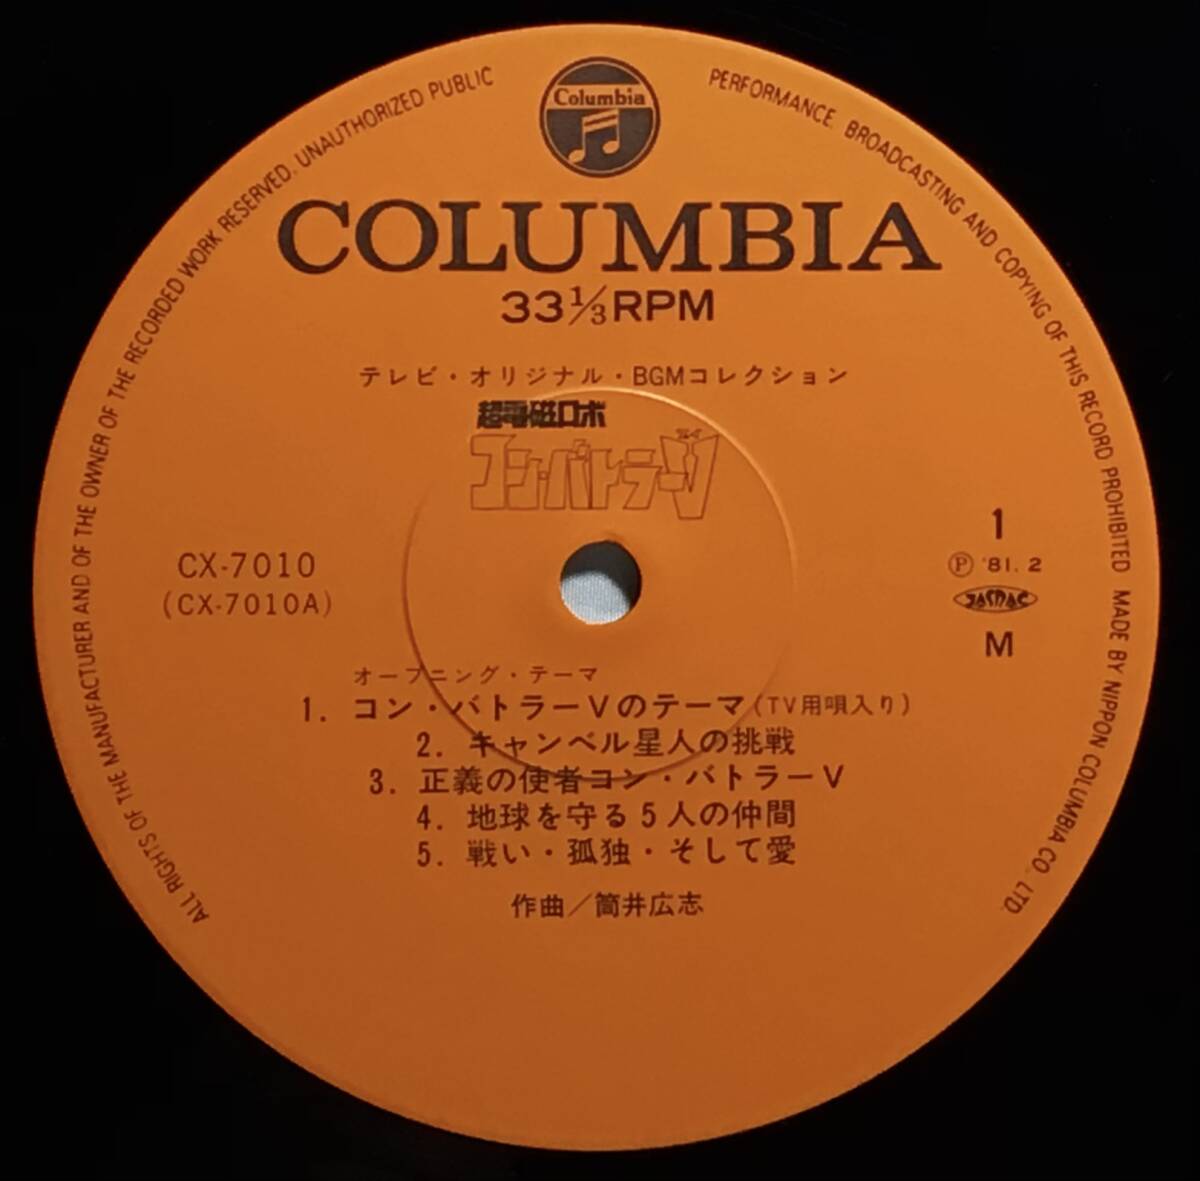 ALL RIGHTS OF THE MANUFACTURER AND OF THE OWNER OF THE RECORDED WORK RESERVED. UNAUTHORIZED PUBLIC PERFORMANCE. BROADCASTING AND COPYING OF THIS RECORD PROHIBITED MADE BY NIPPON COLUMBIA CO., LTD.
Columbia
COLUMBIA
33 1/3 RPM
テレビ・オリジナル・BGMコレクション
超電磁ロボ
コン・バトラーV
ブイ
CX-7010
(CX-7010A)
1
Ⓟ '81. 2
JASRAC
M
オープニング・テーマ
1. コン・バトラーVのテーマ(TV用唄入り)
2. キャンベル星人の挑戦
3. 正義の使者コン・バトラーV
4. 地球を守る5人の仲間
5. 戦い・孤独・そして愛
作曲/筒井広志